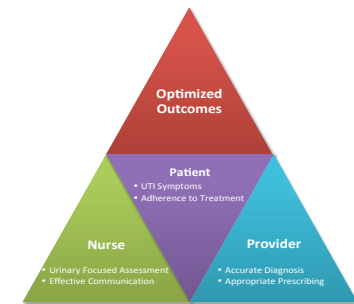 Optimized
Outcomes
Patient
• UTI Symptoms
• Adherence to Treatment
Nurse
• Urinary Focused Assessment
• Effective Communication
Provider
• Accurate Diagnosis
• Appropriate Prescribing